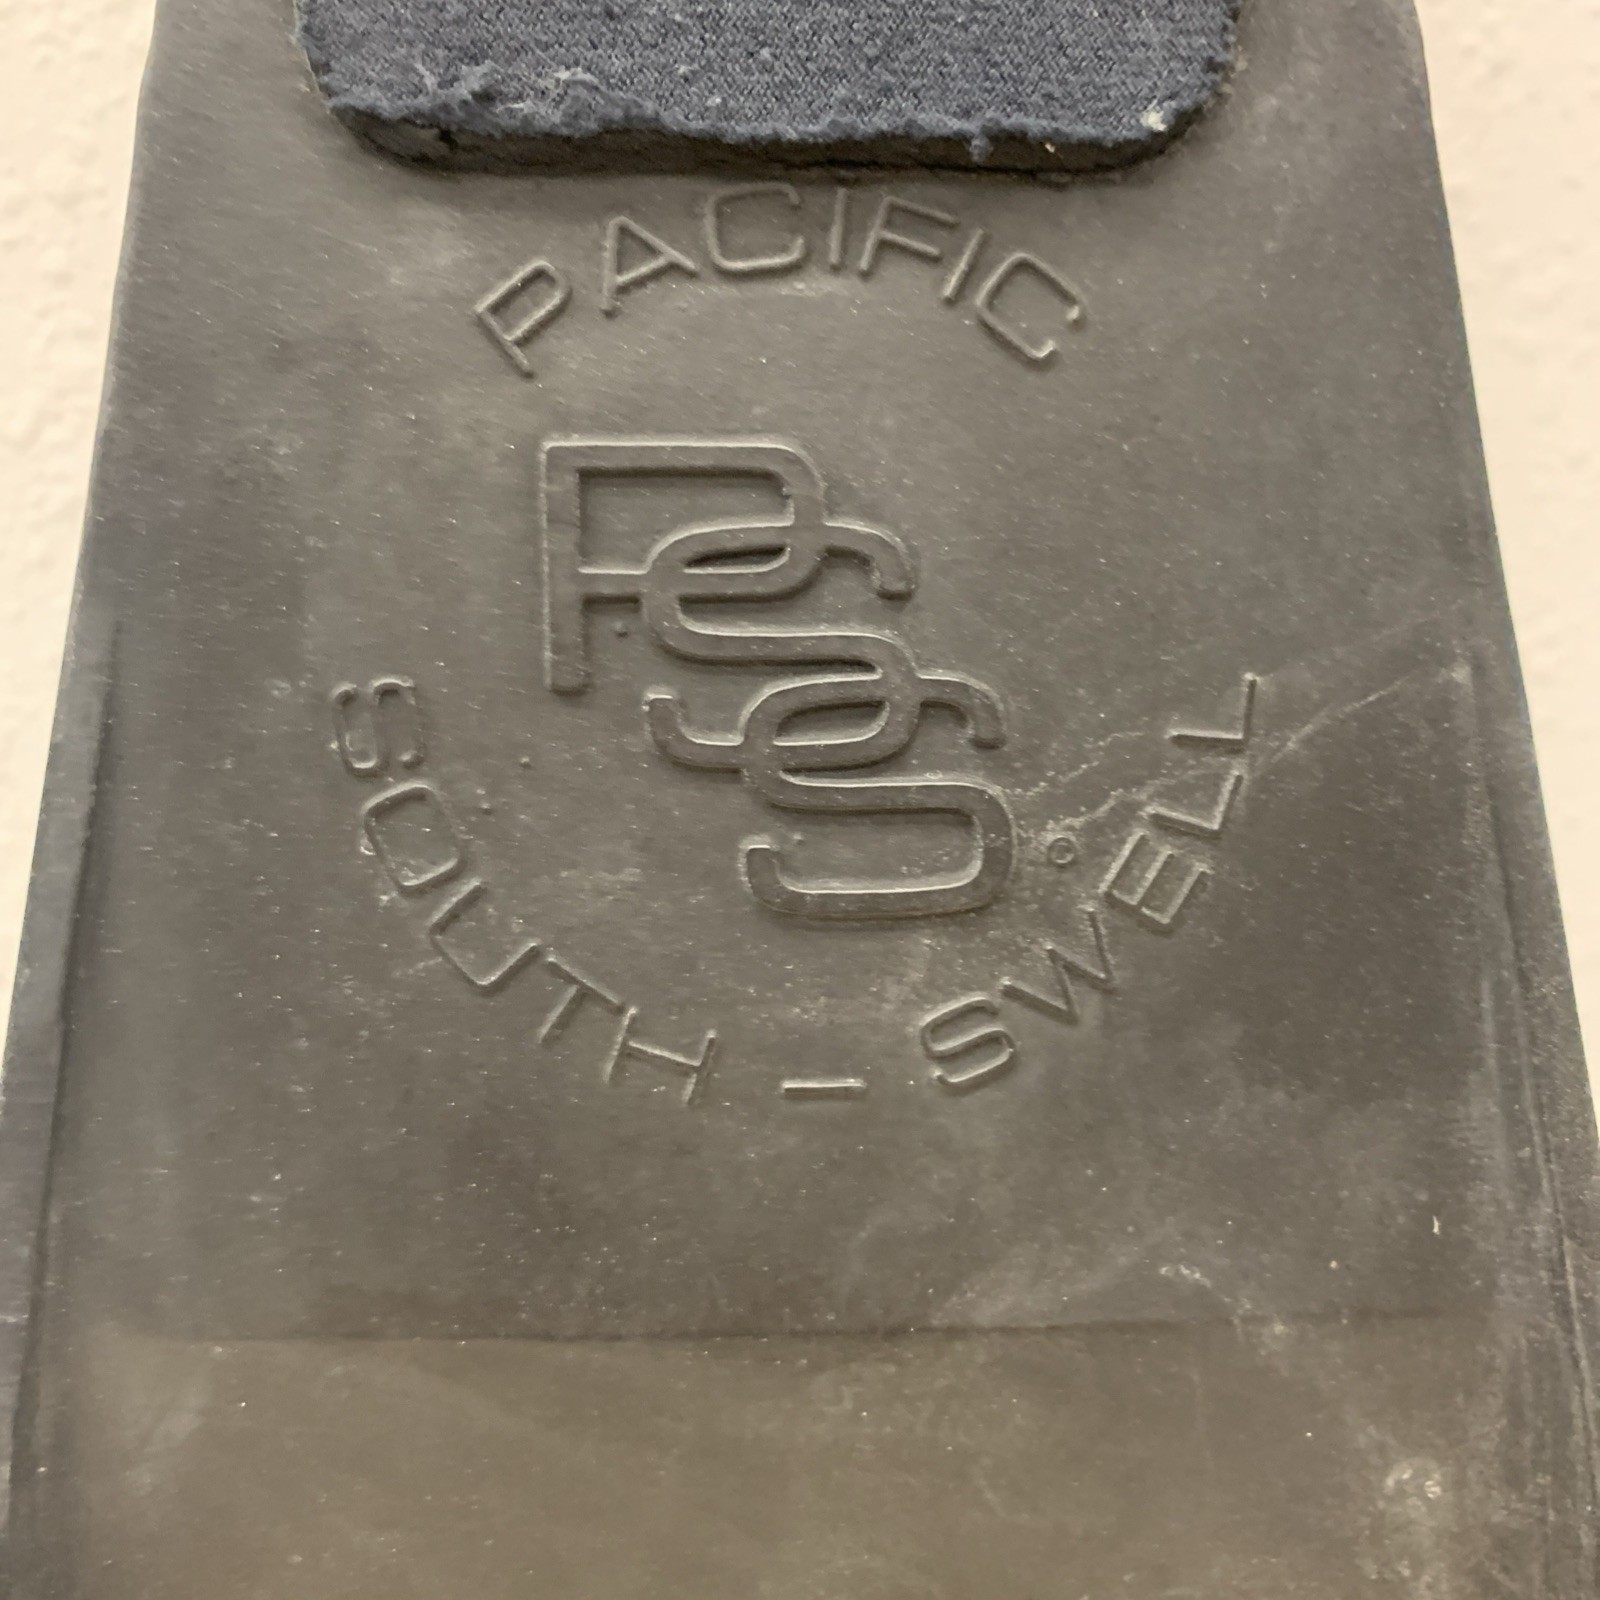 PACIFIC
PSS
SOUTH - SWELL